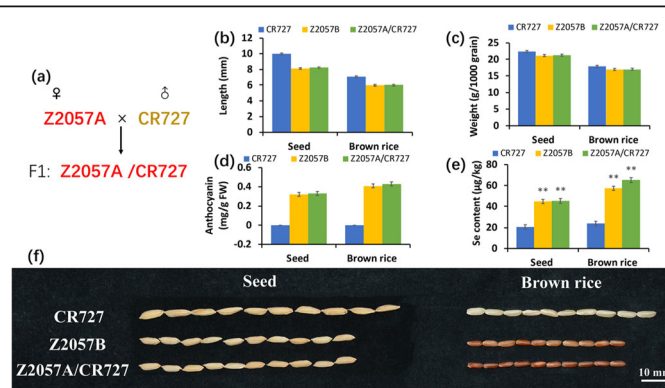 (a)
♀ ♂
Z2057A × CR727
F1: Z2057A /CR727
(b)
CR727 Z2057B Z2057A/CR727
Length (mm)
12
10
8
6
4
2
0
Seed Brown rice
(c)
CR727 Z2057B Z2057A/CR727
Weight (g/1000 grain)
25
20
15
10
5
0
Seed Brown rice
(d)
CR727 Z2057B Z2057A/CR727
Anthocyanin
(mg/g FW)
0.6
0.4
0.2
0
-0.2
Seed Brown rice
(e)
CR727 Z2057B Z2057A/CR727
Se content (μg/kg)
80
60
40
20
0
** ** ** **
Seed Brown rice
(f)
Seed Brown rice
CR727
Z2057B
Z2057A/CR727
10 mm